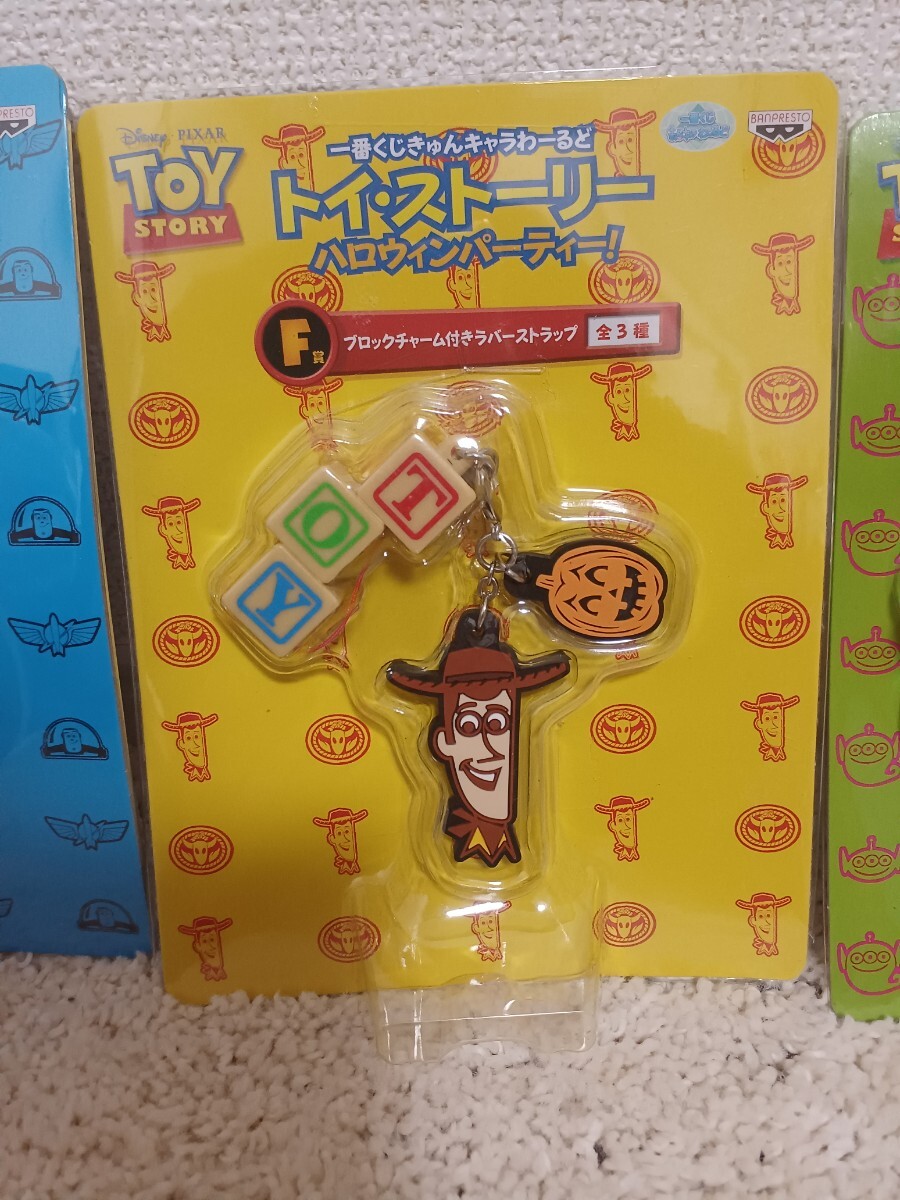 PRESTO
Disney · PIXAR
TOY
STORY
一番くじきゅんキャラわーるど
トイ・ストーリー
ハロウィンパーティー!
BANPRESTO
F賞
ブロックチャーム付きラバーストラップ
全3種
T
O
Y